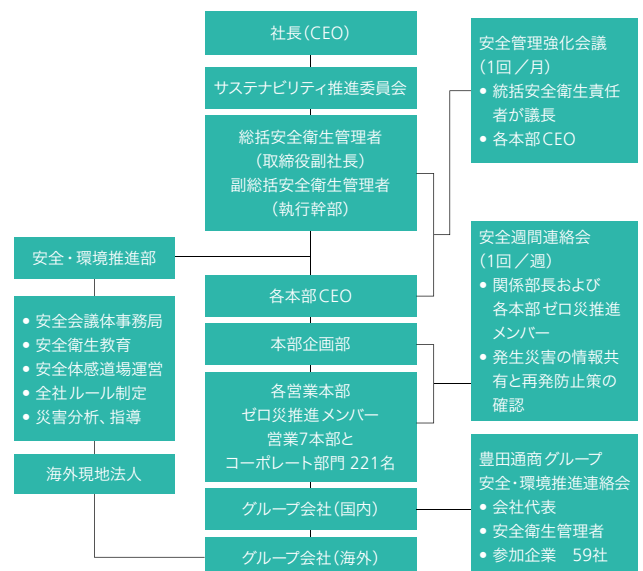 社長（CEO）
サステナビリティ推進委員会
総括安全衛生管理者
（取締役副社長）
副総括安全衛生管理者
（執行幹部）
安全・環境推進部
• 安全会議体事務局
• 安全衛生教育
• 安全体感道場運営
• 全社ルール制定
• 災害分析、指導
海外現地法人
各本部CEO
本部企画部
各営業本部
ゼロ災推進メンバー
営業7本部と
コーポレート部門 221名
グループ会社（国内）
グループ会社（海外）
安全管理強化会議
（1回／月）
• 統括安全衛生責任
者が議長
• 各本部CEO
安全週間連絡会
（1回／週）
• 関係部長および
各本部ゼロ災推進
メンバー
• 発生災害の情報共
有と再発防止策の
確認
豊田通商グループ
安全・環境推進連絡会
• 会社代表
• 安全衛生管理者
• 参加企業　59社